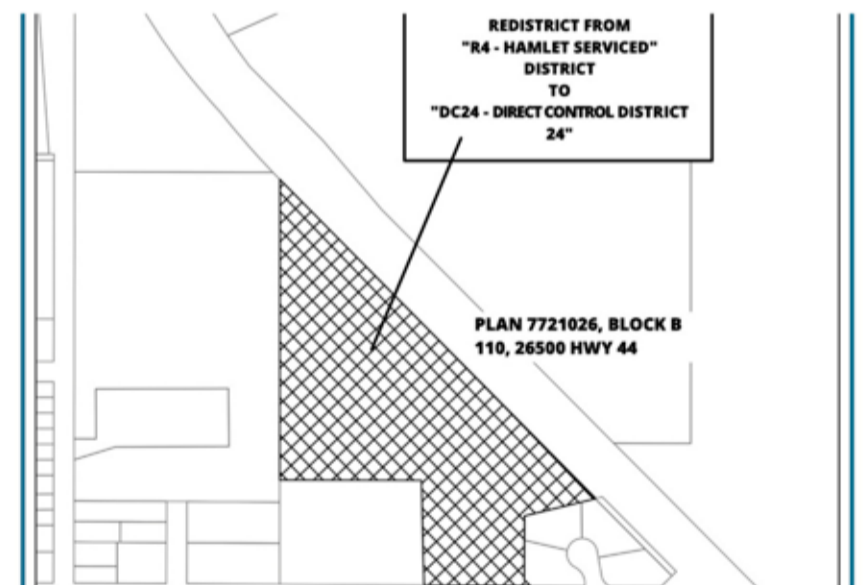 REDISTRICT FROM
"R4 - HAMLET SERVICED"
DISTRICT
TO
"DC24 - DIRECT CONTROL DISTRICT
24"
PLAN 7721026, BLOCK B
110, 26500 HWY 44